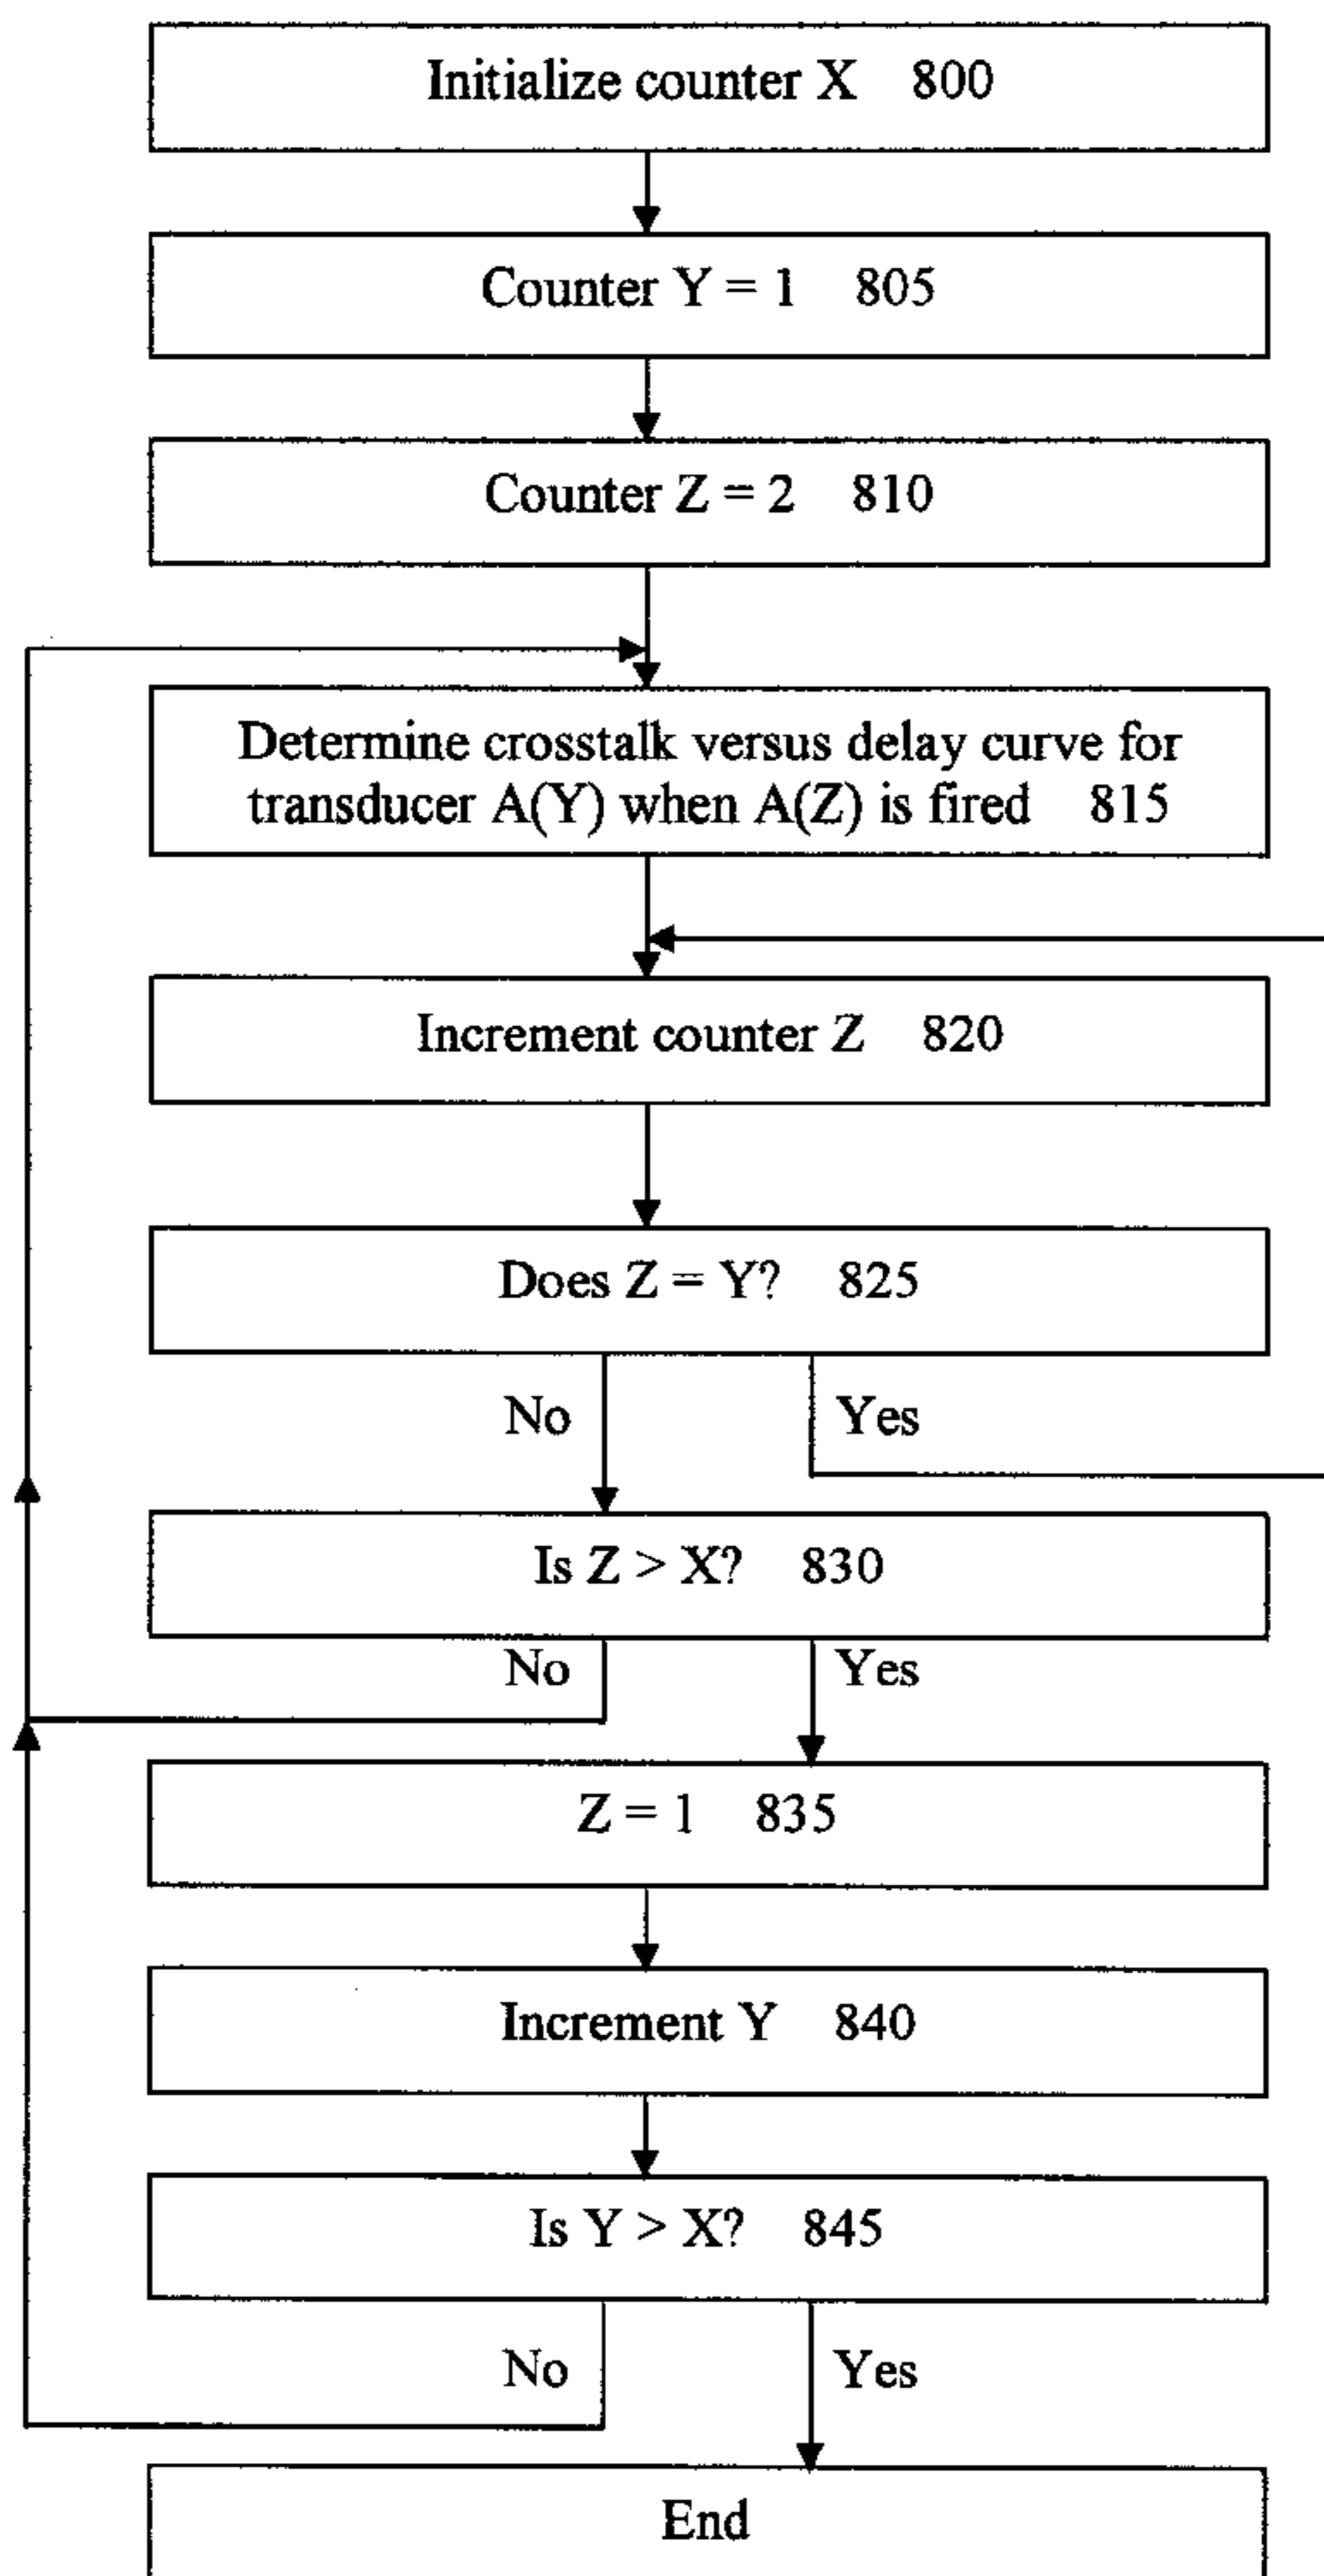 Initialize counter X 800
Counter Y = 1 805
Counter Z = 2 810
Determine crosstalk versus delay curve for
transducer A(Y) when A(Z) is fired 815
Increment counter Z 820
Does Z = Y? 825
No Yes
Is Z > X? 830
No Yes
Z = 1 835
Increment Y 840
Is Y > X? 845
No Yes
End